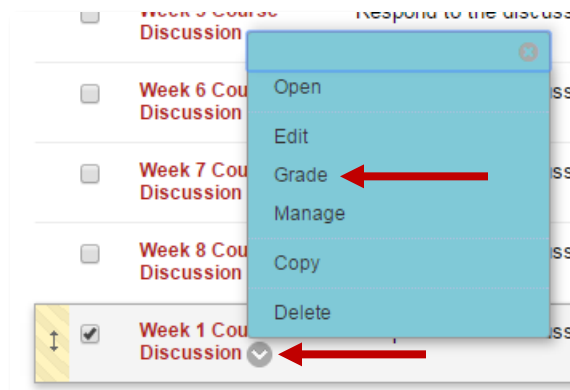 Week 5 Course Respond to the discuss
Discussion
Open
Week 6 Cou
Discussion
Edit
Grade
Week 7 Cou
Discussion
Manage
Week 8 Cou
Discussion
Copy
Delete
Week 1 Cou
Discussion